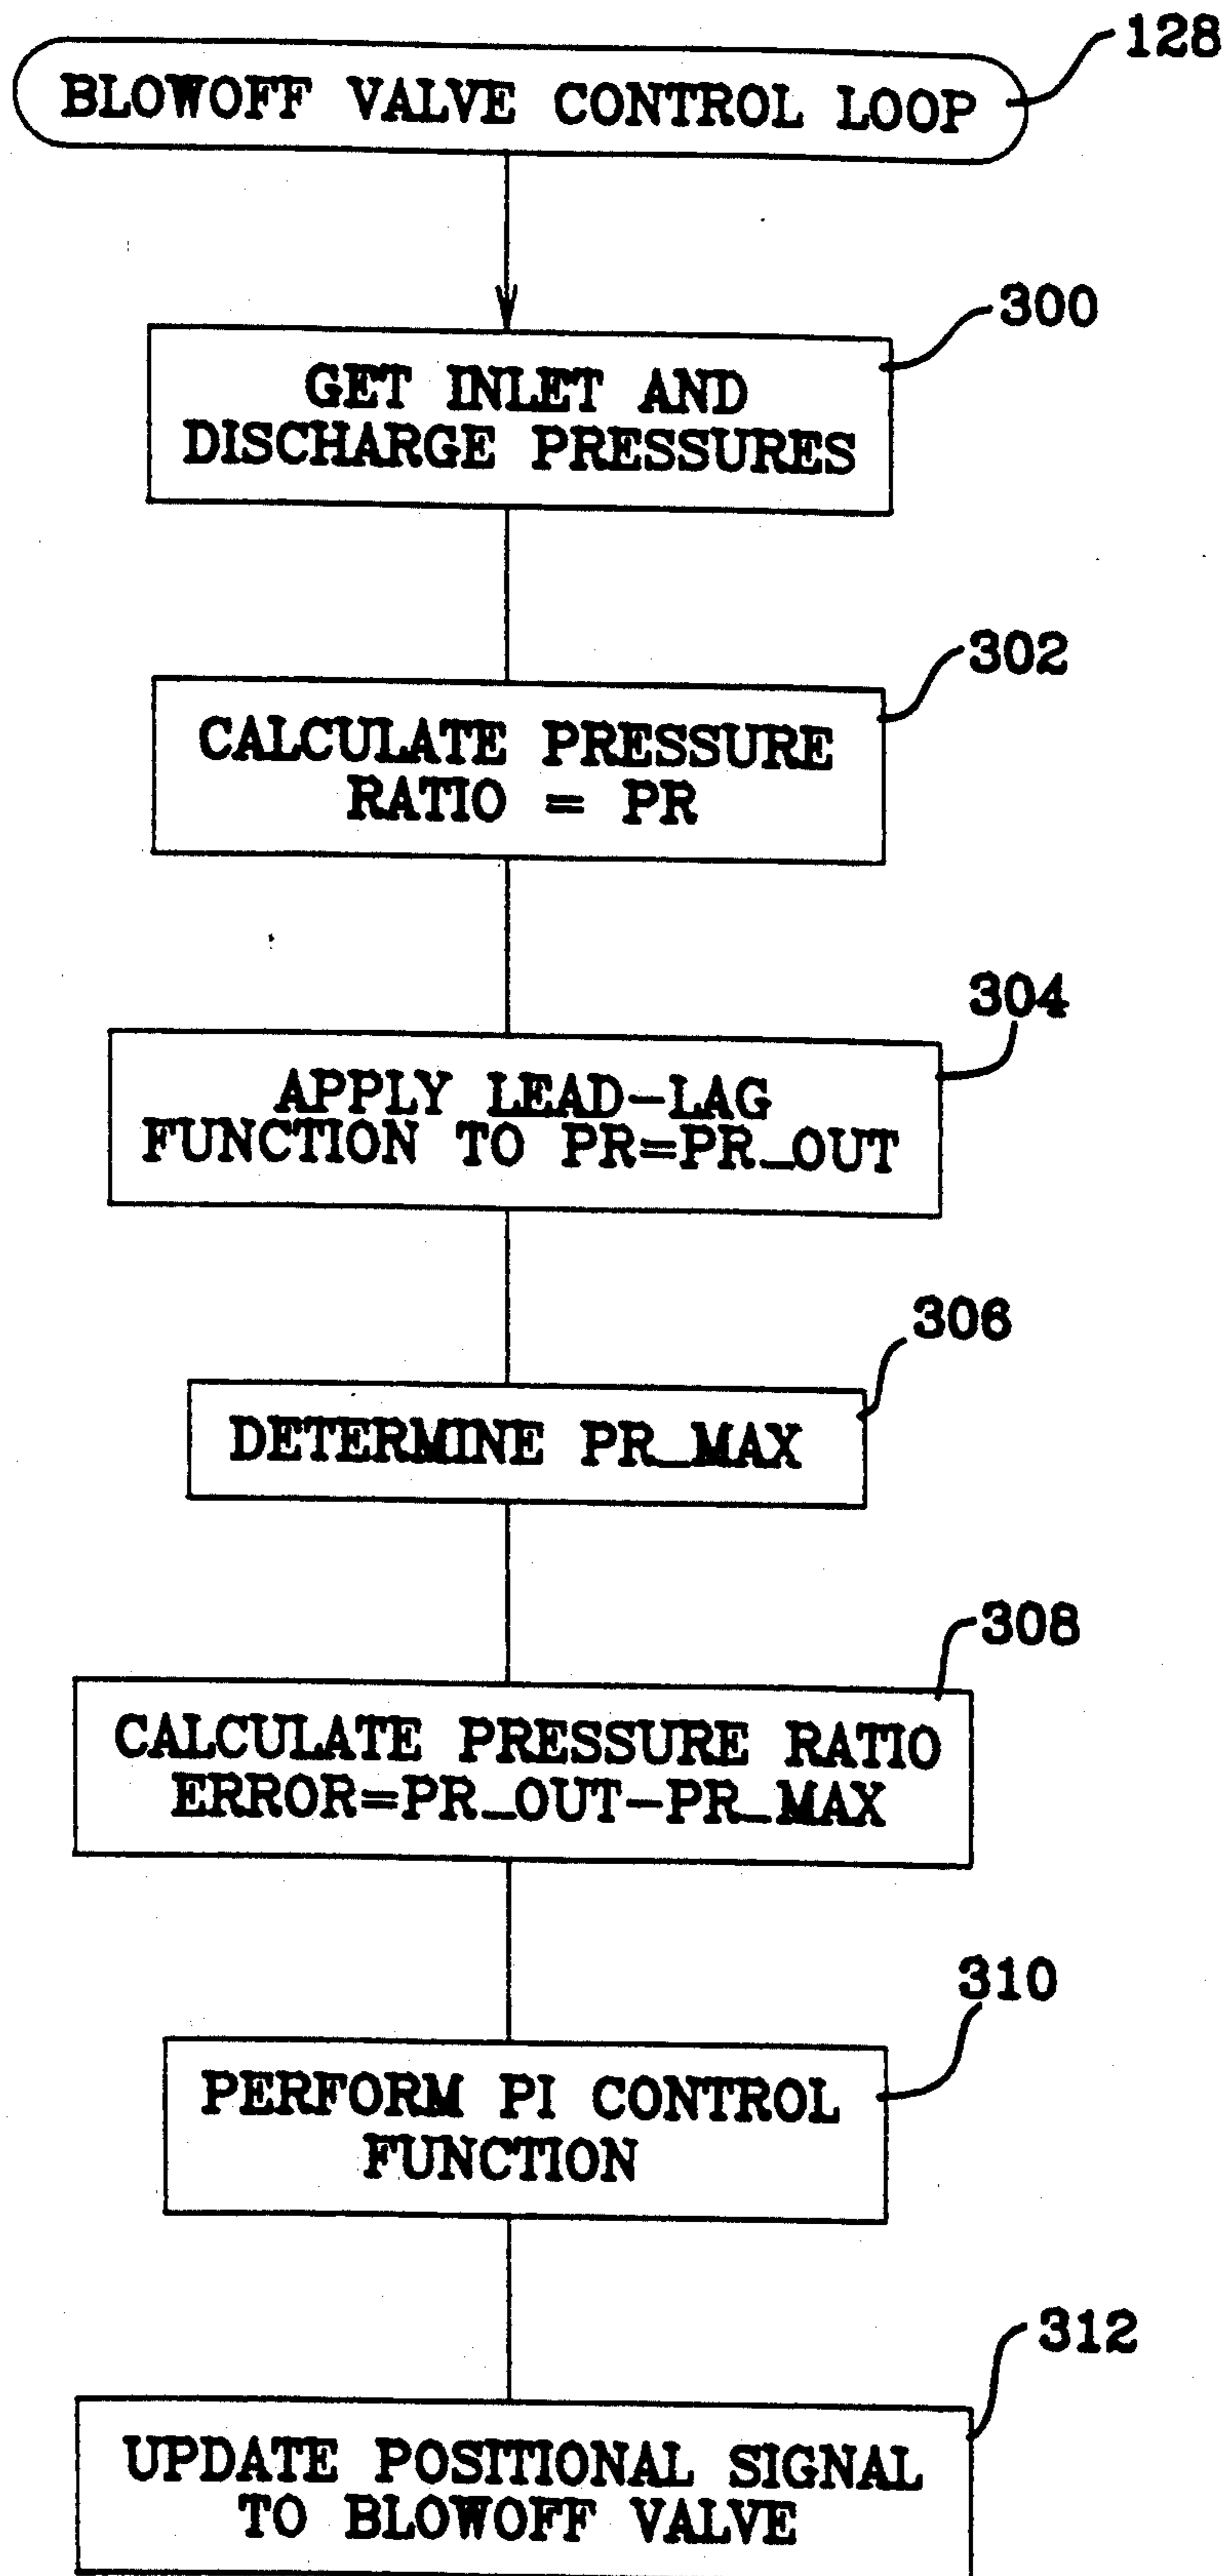 128
BLOWOFF VALVE CONTROL LOOP
300
GET INLET AND
DISCHARGE PRESSURES
302
CALCULATE PRESSURE
RATIO = PR
304
APPLY LEAD-LAG
FUNCTION TO PR=PR_OUT
306
DETERMINE PR_MAX
308
CALCULATE PRESSURE RATIO
ERROR=PR_OUT-PR_MAX
310
PERFORM PI CONTROL
FUNCTION
312
UPDATE POSITIONAL SIGNAL
TO BLOWOFF VALVE